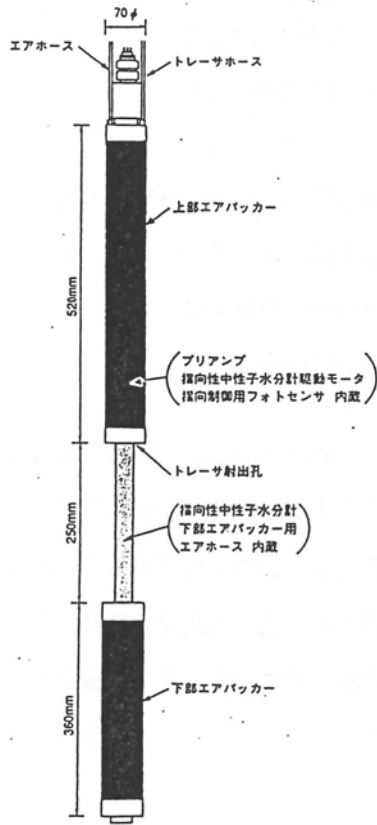 70φ
エアホース
トレーサホース
上部エアパッカー
520mm
プリアンプ
指向性中性子水分計駆動モータ
指向制御用フォトセンサ 内蔵
トレーサ射出孔
250mm
指向性中性子水分計
下部エアパッカー用
エアホース 内蔵
下部エアパッカー
360mm